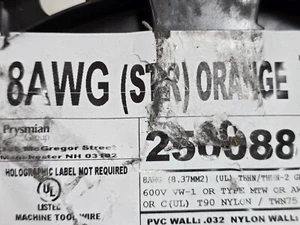 8AWG (STR) ORANGE
Prysmian
Group
McGregor Street
Manchester NH 03102
HOLOGRAPHIC LABEL NOT REQUIRED
UL
LISTED
MACHINE TOOL WIRE
250088
8AWG (8.37MM2) (UL) THHN/THWN-2
600V VW-1 OR TYPE MTW OR
OR C(UL) T90 NYLON / TWN75
PVC WALL: .032 NYLON WALL: